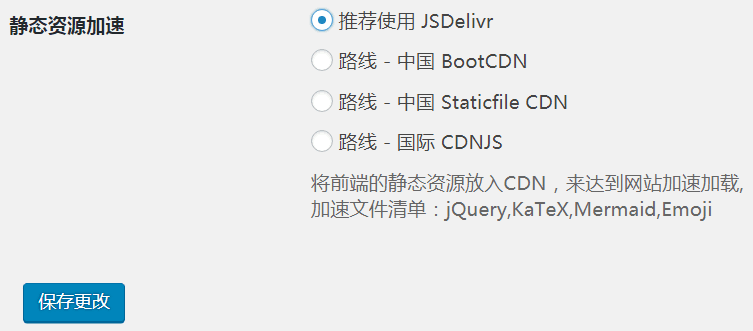 静态资源加速
推荐使用 JSDelivr
路线 - 中国 BootCDN
路线 - 中国 Staticfile CDN
路线 - 国际 CDNJS
将前端的静态资源放入CDN，来达到网站加速加载,
加速文件清单：jQuery,KaTeX,Mermaid,Emoji
保存更改